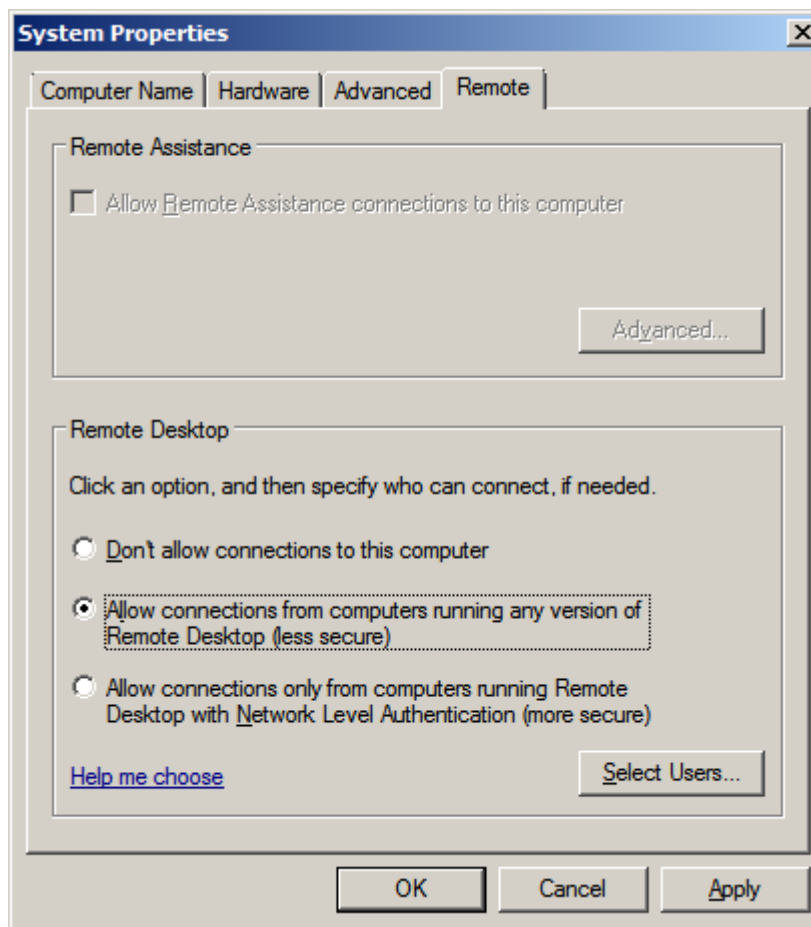 System Properties
Computer Name
Hardware
Advanced
Remote
Remote Assistance
Allow Remote Assistance connections to this computer
Advanced...
Remote Desktop
Click an option, and then specify who can connect, if needed.
Don't allow connections to this computer
Allow connections from computers running any version of
Remote Desktop (less secure)
Allow connections only from computers running Remote
Desktop with Network Level Authentication (more secure)
Help me choose
Select Users...
OK
Cancel
Apply